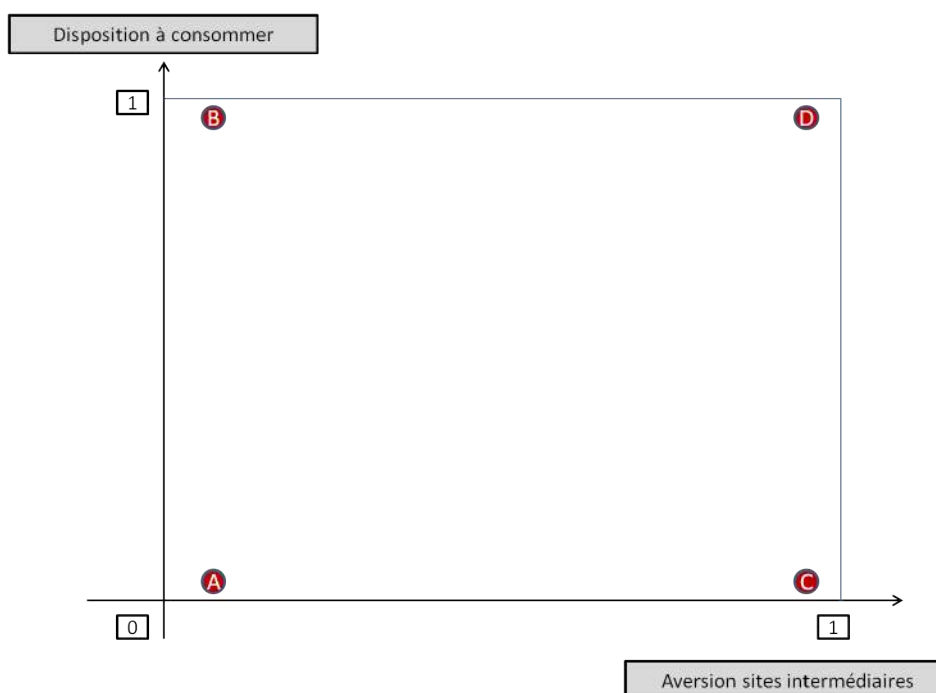 Disposition à consommer
1
B
D
A
C
0
1
Aversion sites intermédiaires